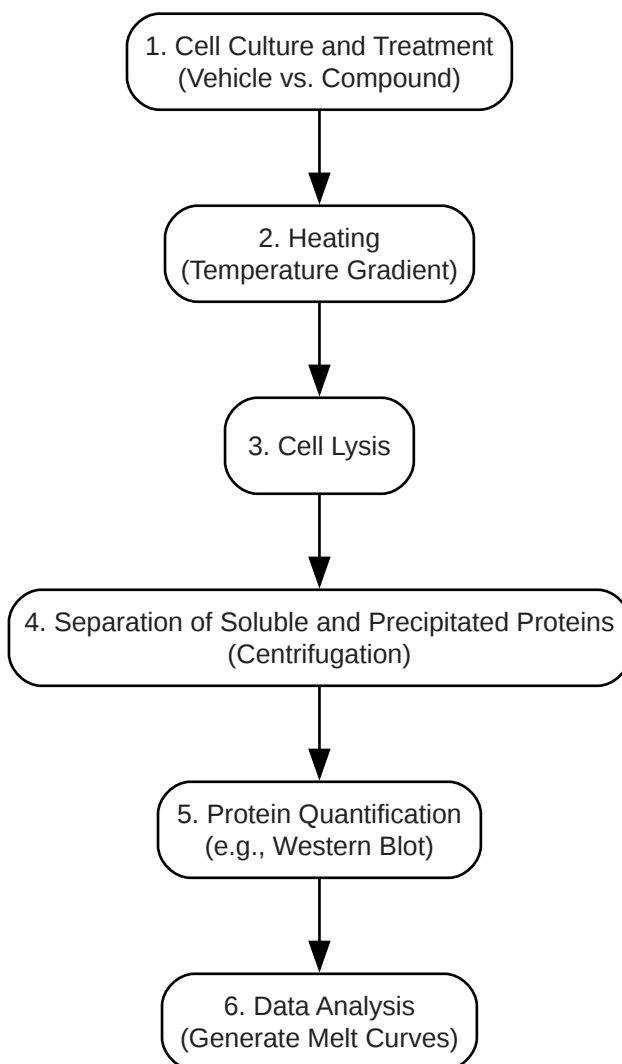 1. Cell Culture and Treatment
(Vehicle vs. Compound)
2. Heating
(Temperature Gradient)
3. Cell Lysis
4. Separation of Soluble and Precipitated Proteins
(Centrifugation)
5. Protein Quantification
(e.g., Western Blot)
6. Data Analysis
(Generate Melt Curves)